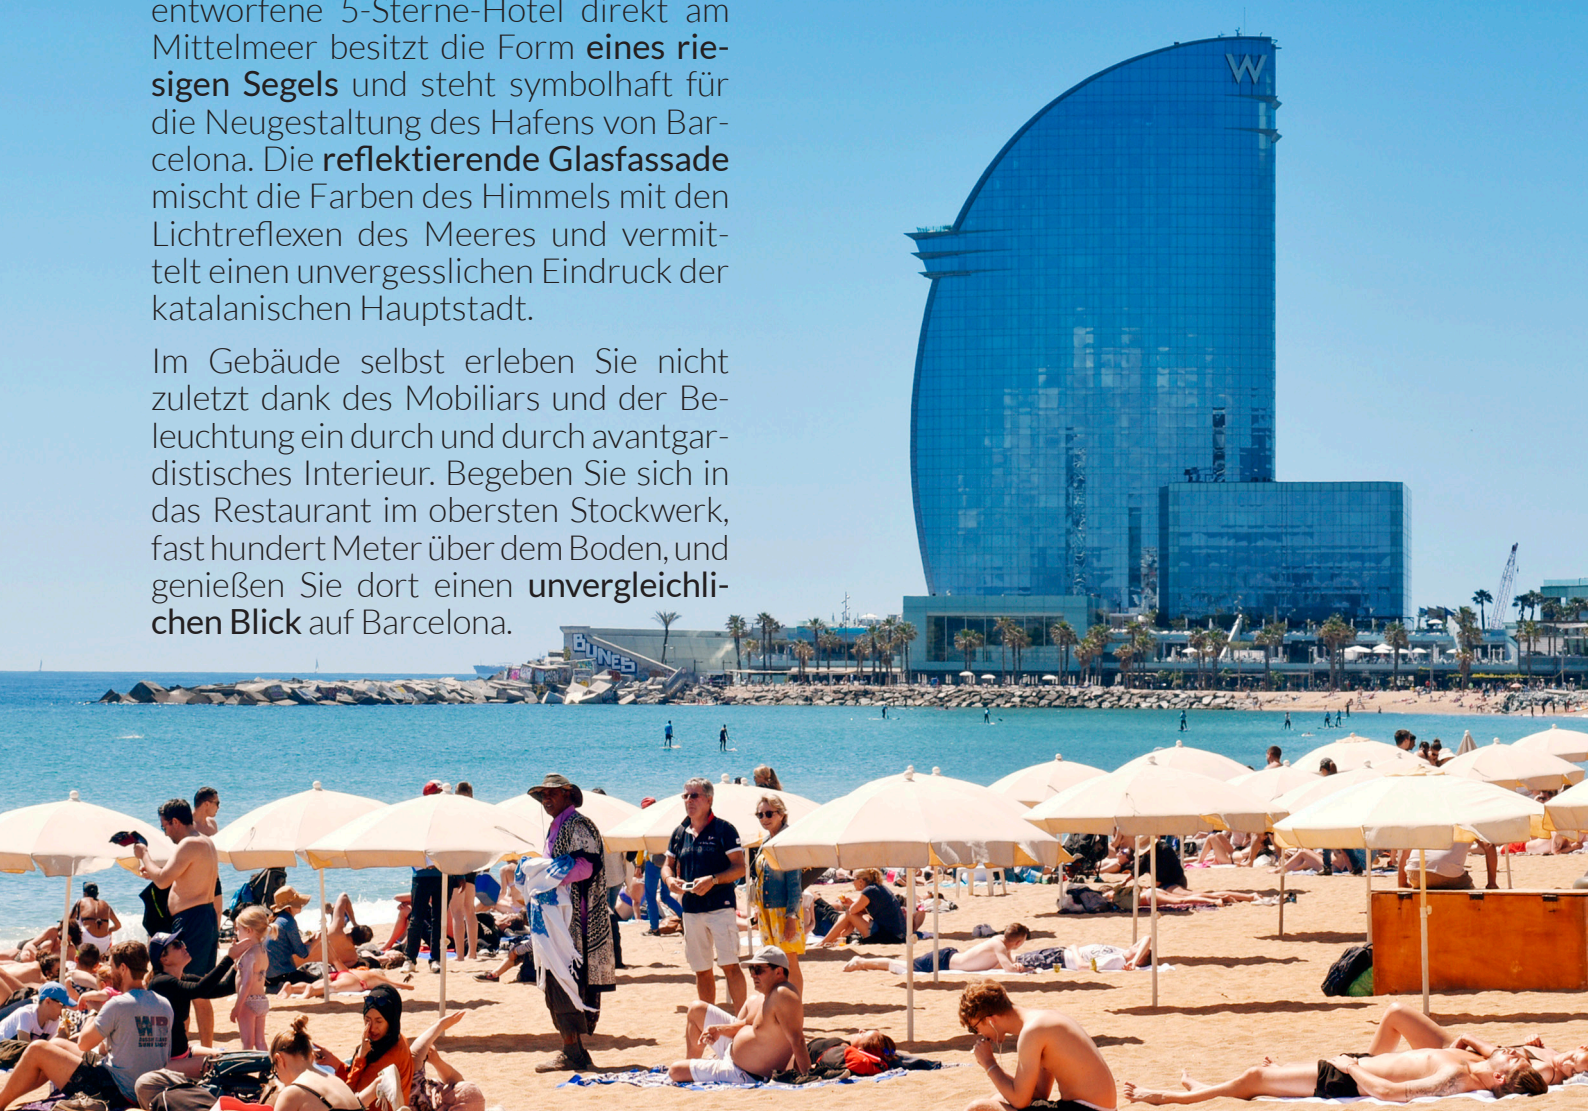 entworfene 5-Sterne-Hotel direkt am
Mittelmeer besitzt die Form eines rie-
sigen Segels und steht symbolhaft für
die Neugestaltung des Hafens von Bar-
celona. Die reflektierende Glasfassade
mischt die Farben des Himmels mit den
Lichtreflexen des Meeres und vermit-
telt einen unvergesslichen Eindruck der
katalanischen Hauptstadt.
Im Gebäude selbst erleben Sie nicht
zuletzt dank des Mobiliars und der Be-
leuchtung ein durch und durch avantgar-
distisches Interieur. Begeben Sie sich in
das Restaurant im obersten Stockwerk,
fast hundert Meter über dem Boden, und
genießen Sie dort einen unvergleichli-
chen Blick auf Barcelona.
W
BUNES
WR